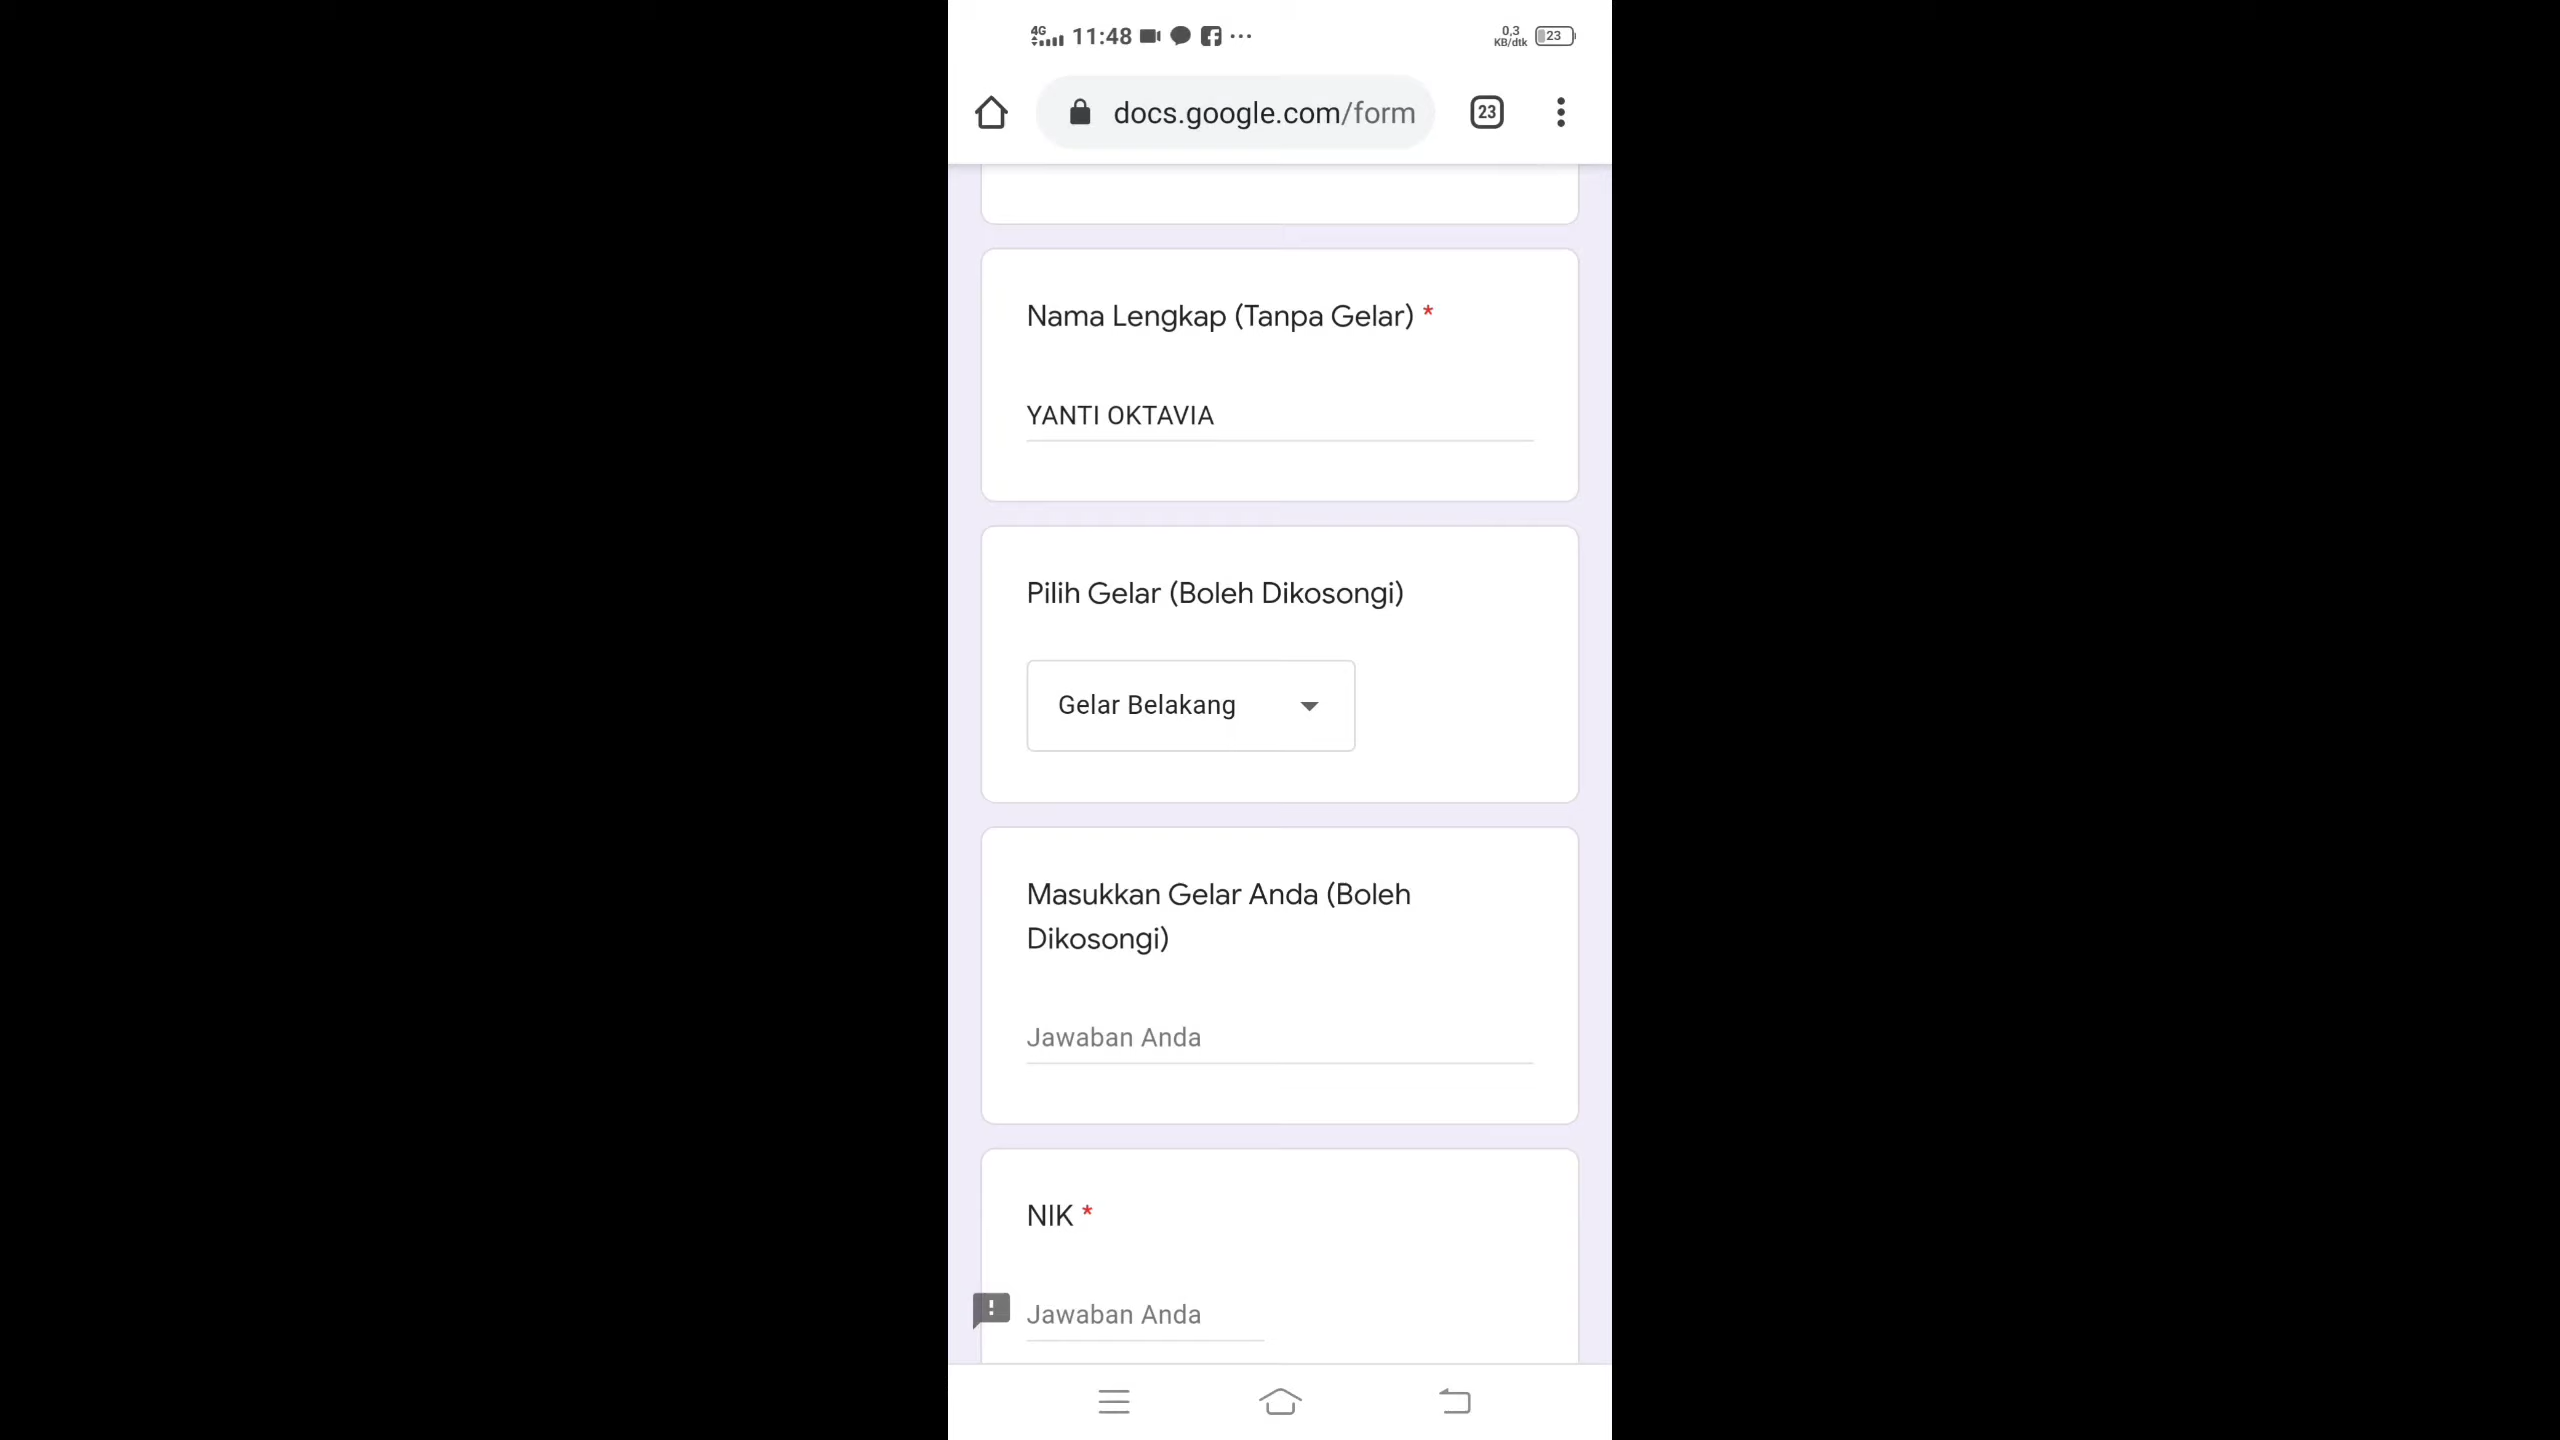 4G 11:48 ... 0,3 KB/dtk 23
docs.google.com/form 23
Nama Lengkap (Tanpa Gelar) *
YANTI OKTAVIA
Pilih Gelar (Boleh Dikosongi)
Gelar Belakang
Masukkan Gelar Anda (Boleh
Dikosongi)
Jawaban Anda
NIK *
Jawaban Anda